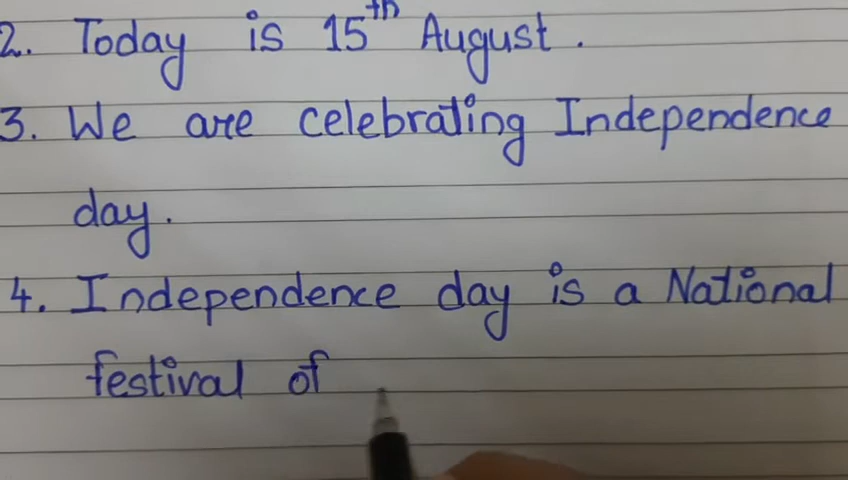 2. Today is 15th August.
3. We are celebrating Independence
day.
4. Independence day is a National
festival of